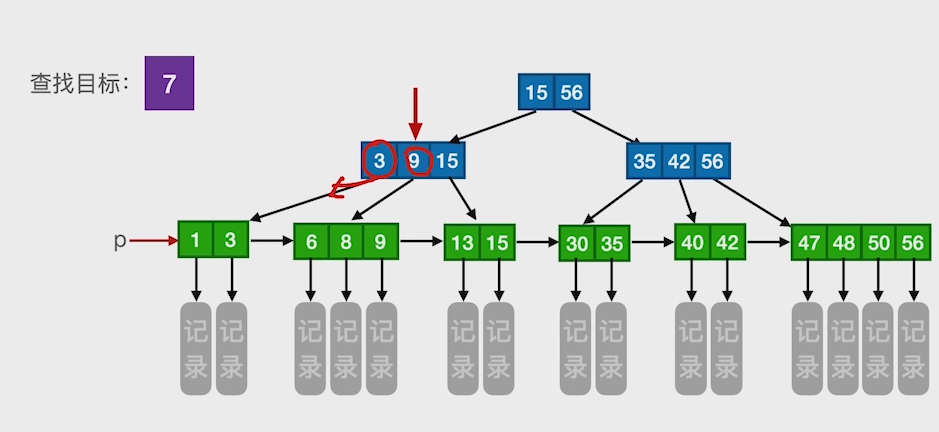 查找目标： 7
15 56
3 9 15
35 42 56
p
1 3
6 8 9
13 15
30 35
40 42
47 48 50 56
记录 记录
记录 记录 记录
记录 记录
记录 记录
记录 记录
记录 记录 记录 记录